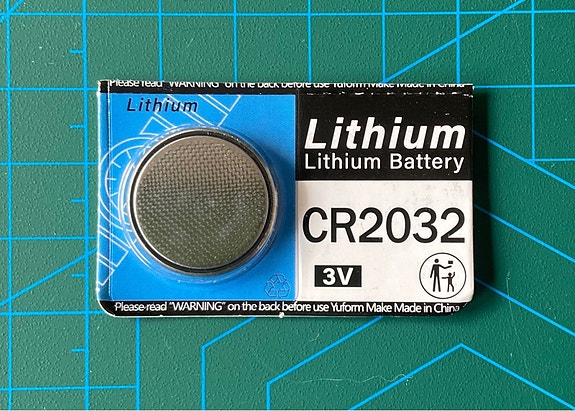 Please read "WARNING" on the back before use Yuform Make Made in China
Lithium
Lithium
Lithium Battery
CR2032
3V
Please read "WARNING" on the back before use Yuform Make Made in China